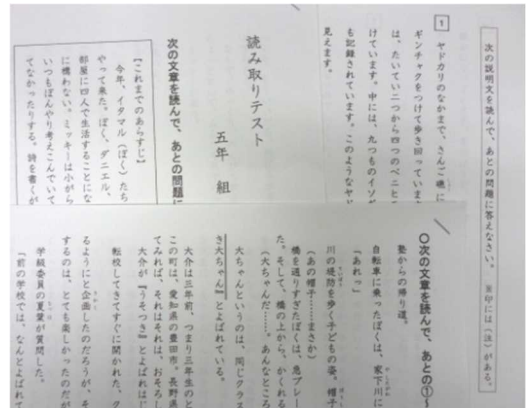 次の説明文を読んで、あとの問題に答えなさい。　※印には(注)がある。
1
ヤドカリのなかまで、さんご礁に
ギンチャクをつけて歩き回っていま
は、たいてい二つから四つのベニヒ
けています。中には、九つものイソギ
も記録されています。このようなヤド
見えます。
読み取りテスト
五年　組
次の文章を読んで、あとの問題に
【これまでのあらすじ】
今年、イタマル(ぼく)たち
やって来た。ぼく、ダニエル、
部屋に四人で生活することにな
に構わない。ミッキーは小がら
いつもぼんやり考えこんでいて
てなかったりする。詩を書くが
○次の文章を読んで、あとの①～
塾からの帰り道。
「あれっ」
自転車に乗ったぼくは、家下川に
川の堤防を歩く子どもの姿。帽子
(あの帽子……まさか)
橋を通りすぎたぼくは、急ブレー
た。そして、橋の上から、かくれる
(大ちゃんだ……。あんなところ
大ちゃんというのは、同じクラス
き大ちゃん』とよばれている。
大介は三年前、つまり三年生のと
この町は、愛知県の豊田市。長野県
てみれば、それはそれは、おそろし
大介が『うそつき』とよばれはじ
転校してきてすぐに開かれた、ク
るようにと企画したのだろうが、そ
するのは、とても楽しかったのだが
学級委員の夏葉が質問した。
「前の学校では、なんとよばれて